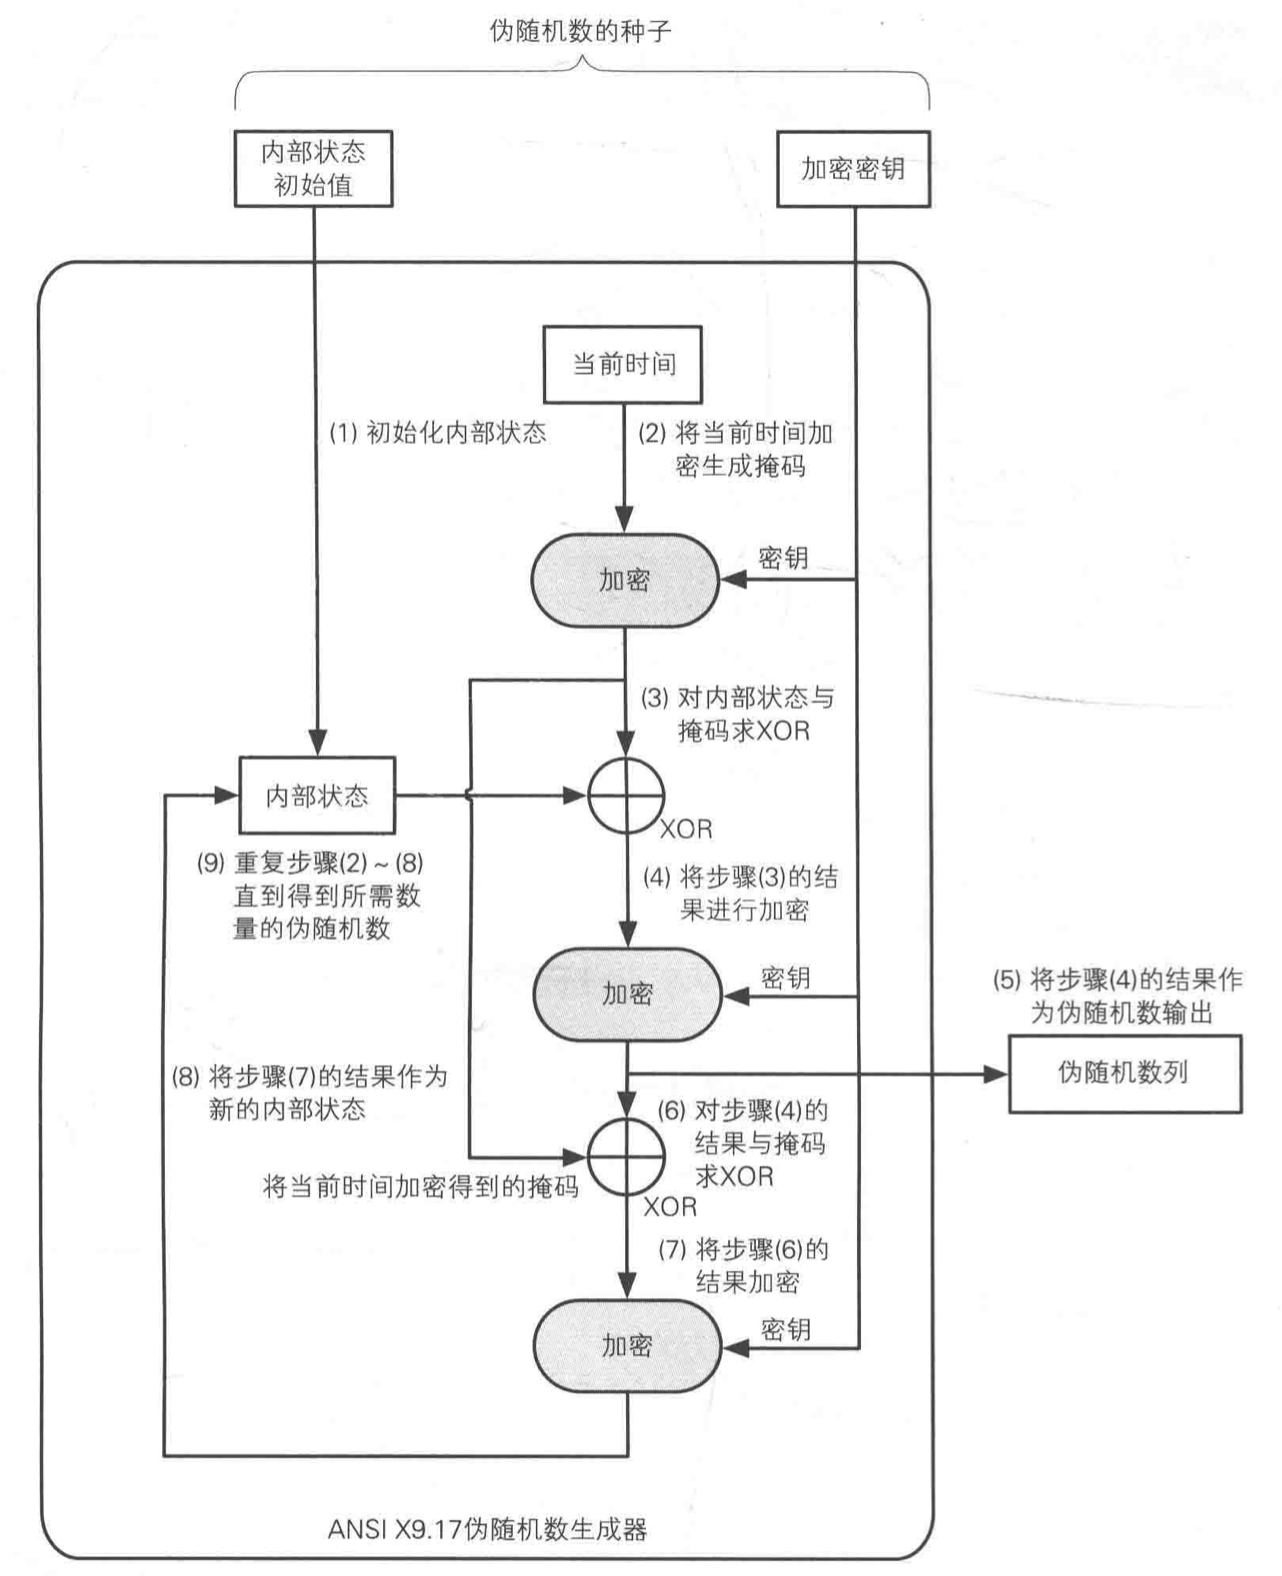 伪随机数的种子
内部状态
初始值
加密密钥
当前时间
(1) 初始化内部状态
(2) 将当前时间加
密生成掩码
密钥
加密
(3) 对内部状态与
掩码求XOR
内部状态
XOR
(9) 重复步骤(2) ~ (8)
直到得到所需数
量的伪随机数
(4) 将步骤(3)的结
果进行加密
密钥
加密
(5) 将步骤(4)的结果作
为伪随机数输出
伪随机数列
(8) 将步骤(7)的结果作为
新的内部状态
(6) 对步骤(4)的
结果与掩码
求XOR
将当前时间加密得到的掩码
XOR
(7) 将步骤(6)的
结果加密
密钥
加密
ANSI X9.17伪随机数生成器